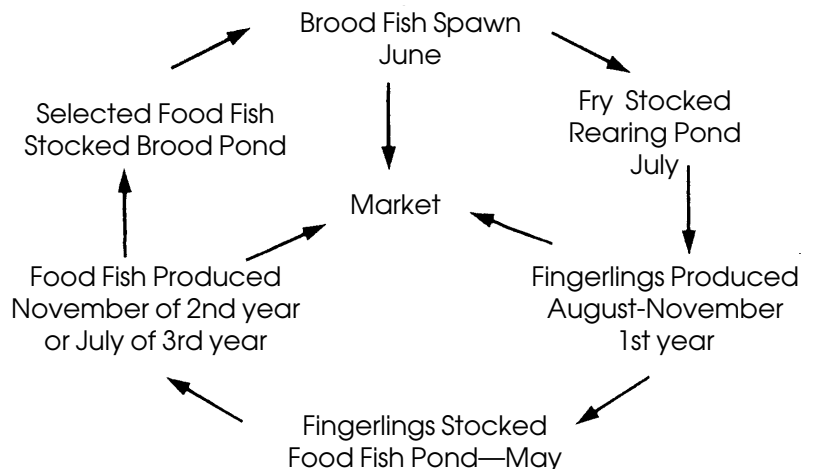 Brood Fish Spawn
June
Selected Food Fish
Stocked Brood Pond
Fry Stocked
Rearing Pond
July
Market
Food Fish Produced
November of 2nd year
or July of 3rd year
Fingerlings Produced
August-November
1st year
Fingerlings Stocked
Food Fish Pond—May